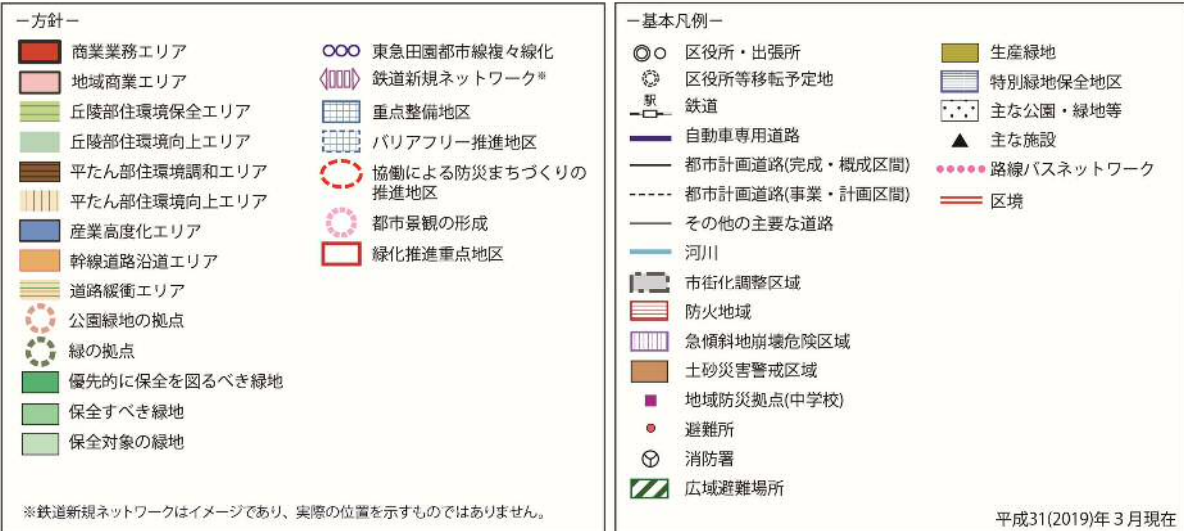 －方針－
商業業務エリア
地域商業エリア
丘陵部住環境保全エリア
丘陵部住環境向上エリア
平たん部住環境調和エリア
平たん部住環境向上エリア
産業高度化エリア
幹線道路沿道エリア
道路緩衝エリア
公園緑地の拠点
緑の拠点
優先的に保全を図るべき緑地
保全すべき緑地
保全対象の緑地
東急田園都市線複々線化
鉄道新規ネットワーク※
重点整備地区
バリアフリー推進地区
協働による防災まちづくりの
推進地区
都市景観の形成
緑化推進重点地区
※鉄道新規ネットワークはイメージであり、実際の位置を示すものではありません。
－基本凡例－
区役所・出張所
区役所等移転予定地
駅
鉄道
自動車専用道路
都市計画道路(完成・概成区間)
都市計画道路(事業・計画区間)
その他の主要な道路
河川
市街化調整区域
防火地域
急傾斜地崩壊危険区域
土砂災害警戒区域
地域防災拠点(中学校)
避難所
消防署
広域避難場所
生産緑地
特別緑地保全地区
主な公園・緑地等
主な施設
路線バスネットワーク
区境
平成31(2019)年3月現在